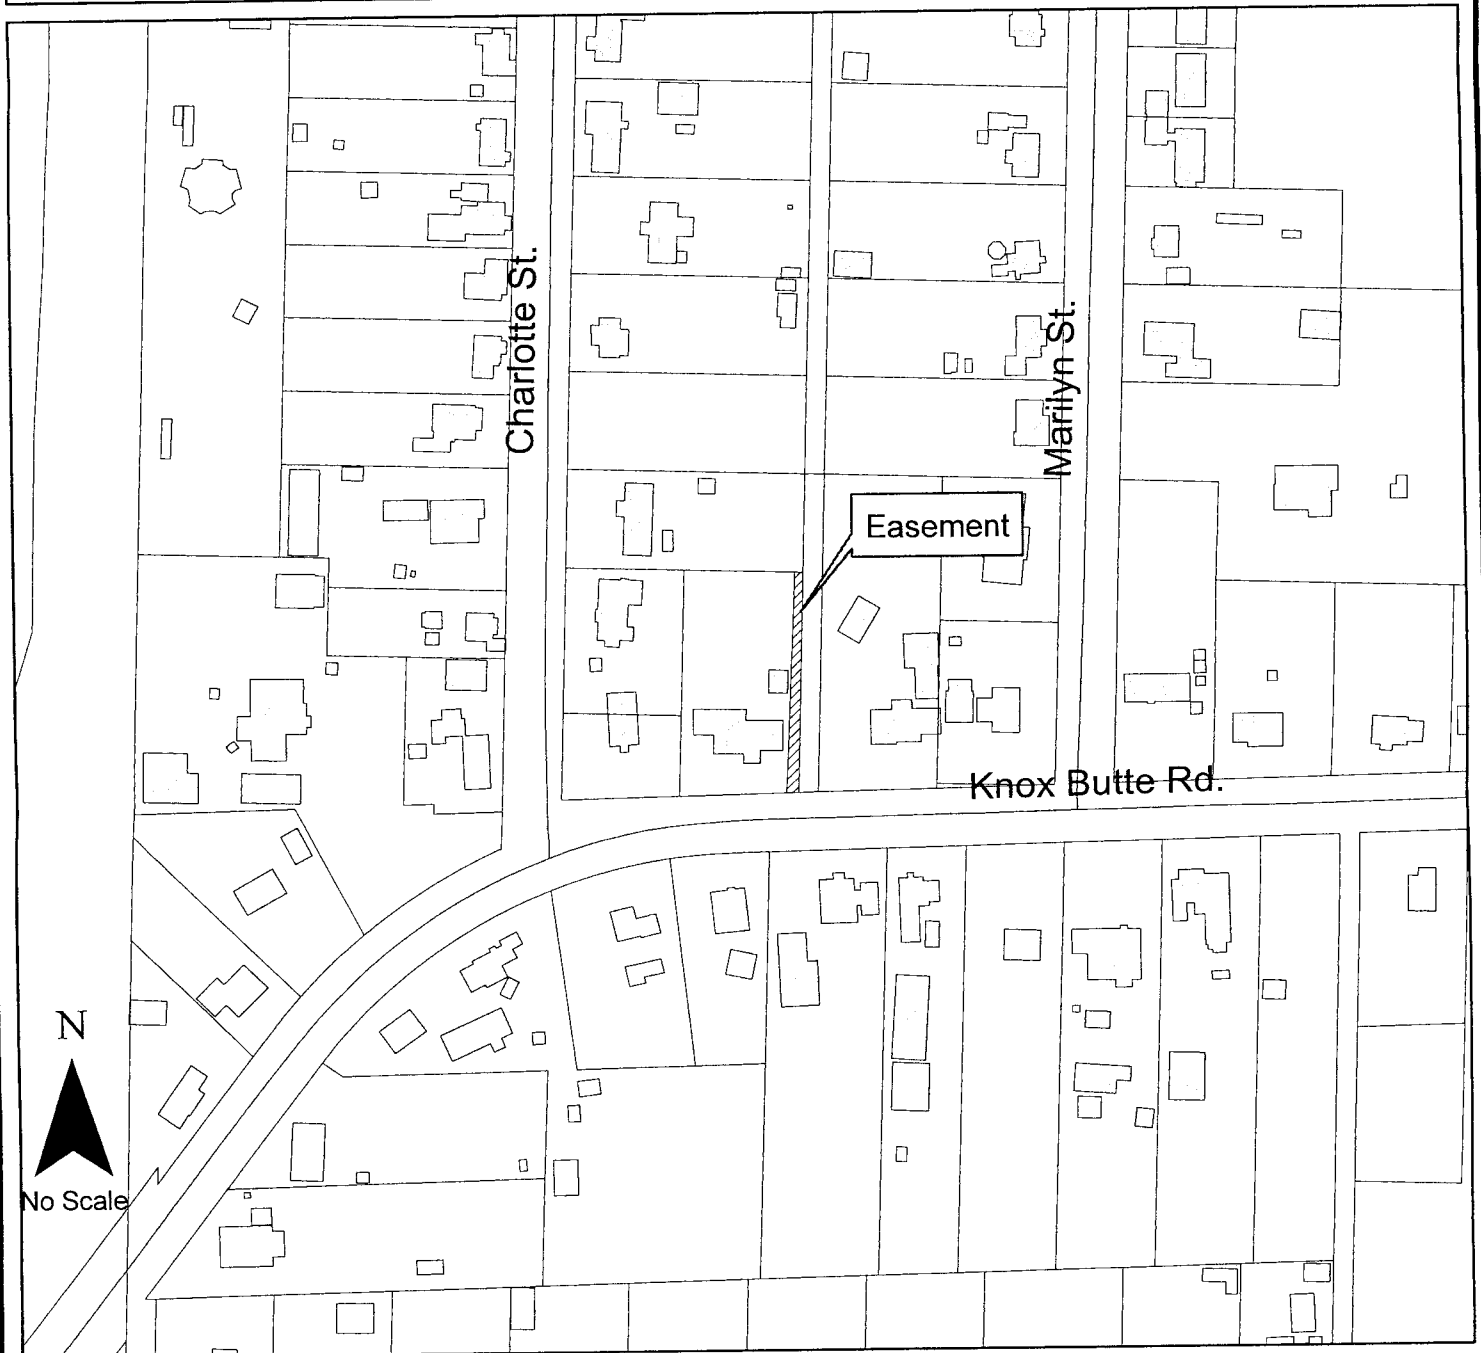 Charlotte St.
Marilyn St.
Easement
Knox Butte Rd.
N
No Scale